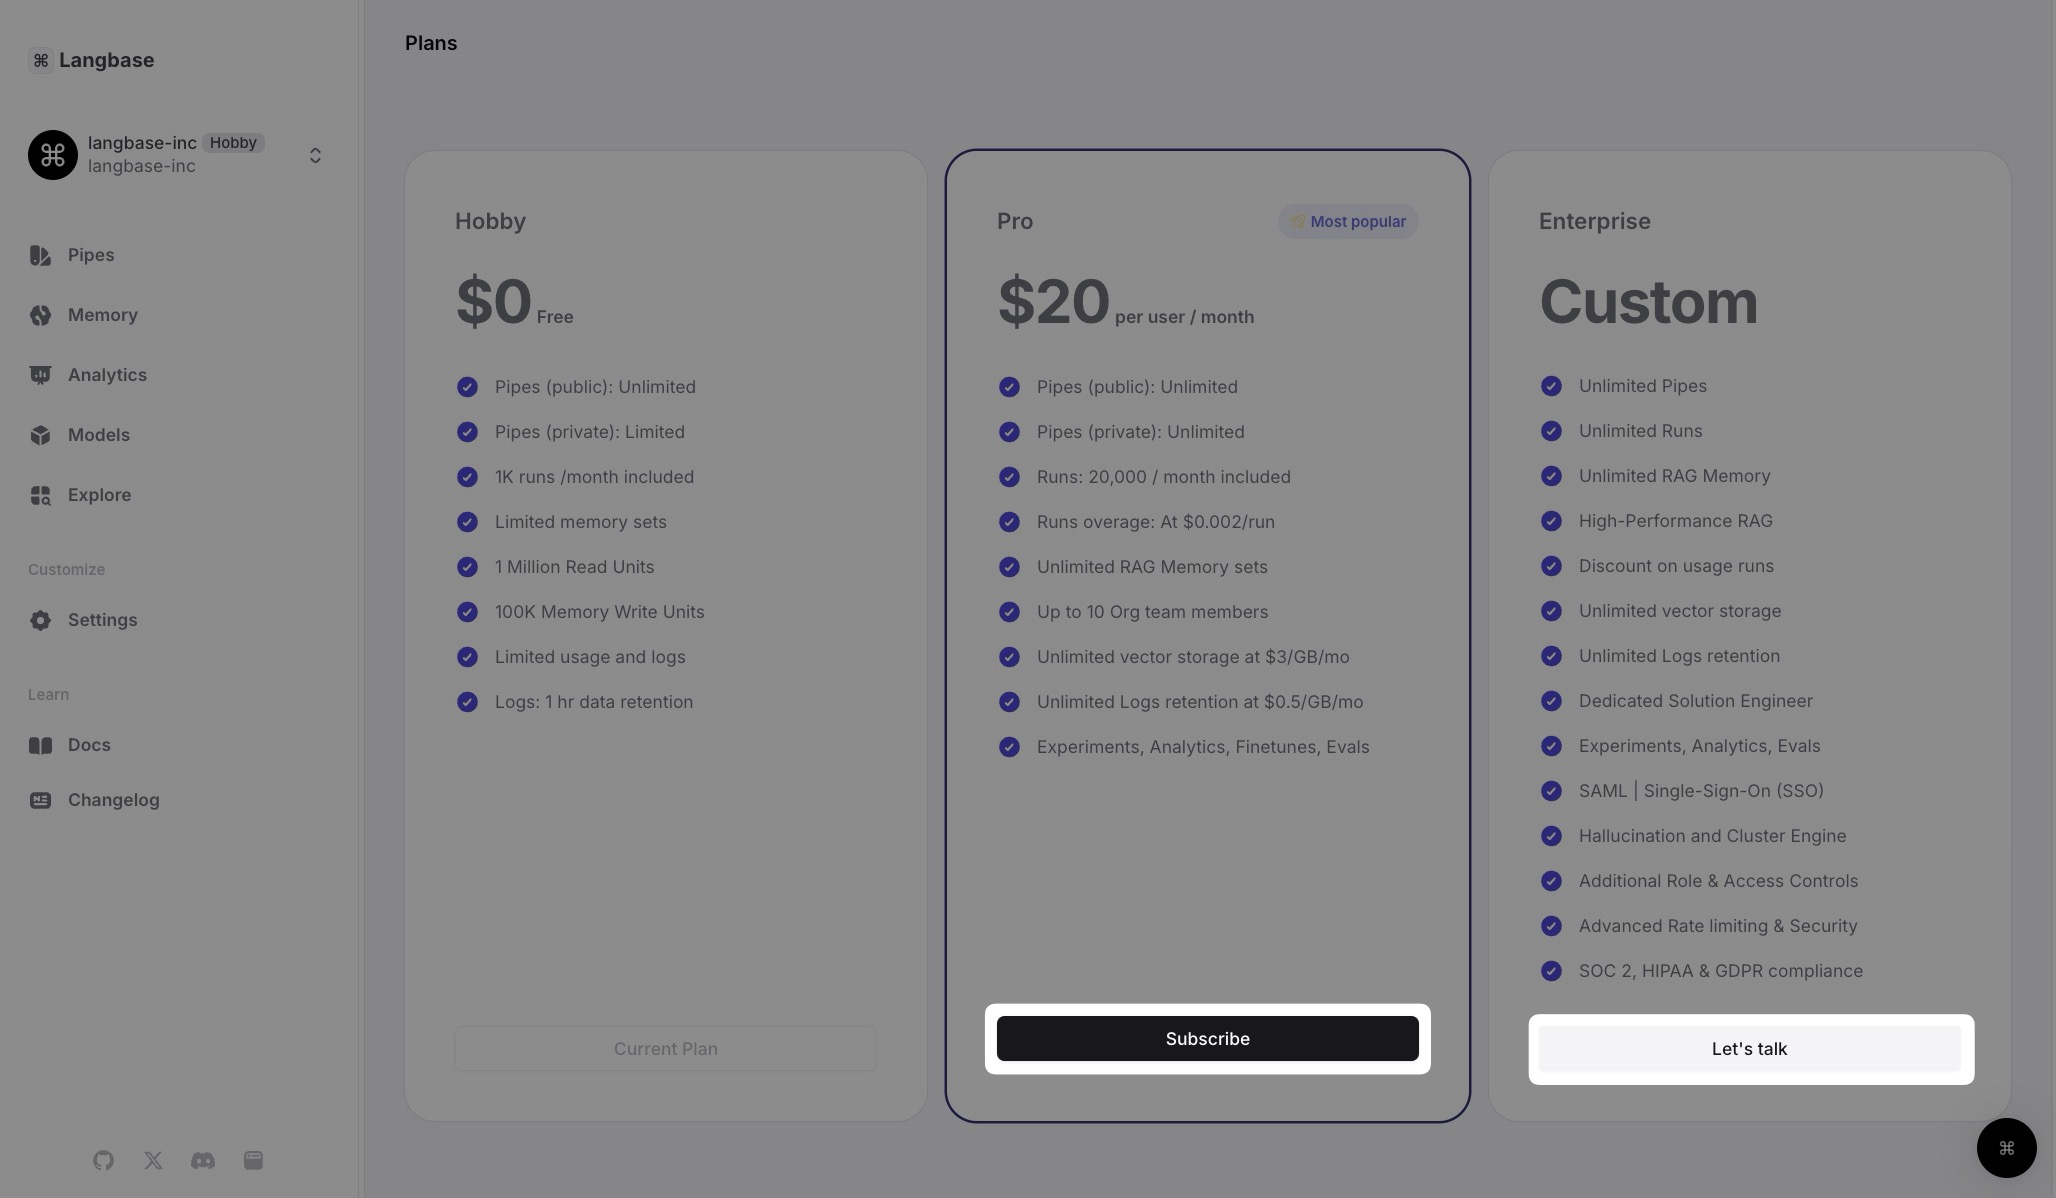 Langbase
langbase-inc Hobby
langbase-inc
Pipes
Memory
Analytics
Models
Explore
Customize
Settings
Learn
Docs
Changelog
Plans
Hobby
$0 Free
Pipes (public): Unlimited
Pipes (private): Limited
1K runs /month included
Limited memory sets
1 Million Read Units
100K Memory Write Units
Limited usage and logs
Logs: 1 hr data retention
Current Plan
Pro
Most popular
$20 per user / month
Pipes (public): Unlimited
Pipes (private): Unlimited
Runs: 20,000 / month included
Runs overage: At $0.002/run
Unlimited RAG Memory sets
Up to 10 Org team members
Unlimited vector storage at $3/GB/mo
Unlimited Logs retention at $0.5/GB/mo
Experiments, Analytics, Finetunes, Evals
Subscribe
Enterprise
Custom
Unlimited Pipes
Unlimited Runs
Unlimited RAG Memory
High-Performance RAG
Discount on usage runs
Unlimited vector storage
Unlimited Logs retention
Dedicated Solution Engineer
Experiments, Analytics, Evals
SAML | Single-Sign-On (SSO)
Hallucination and Cluster Engine
Additional Role & Access Controls
Advanced Rate limiting & Security
SOC 2, HIPAA & GDPR compliance
Let's talk